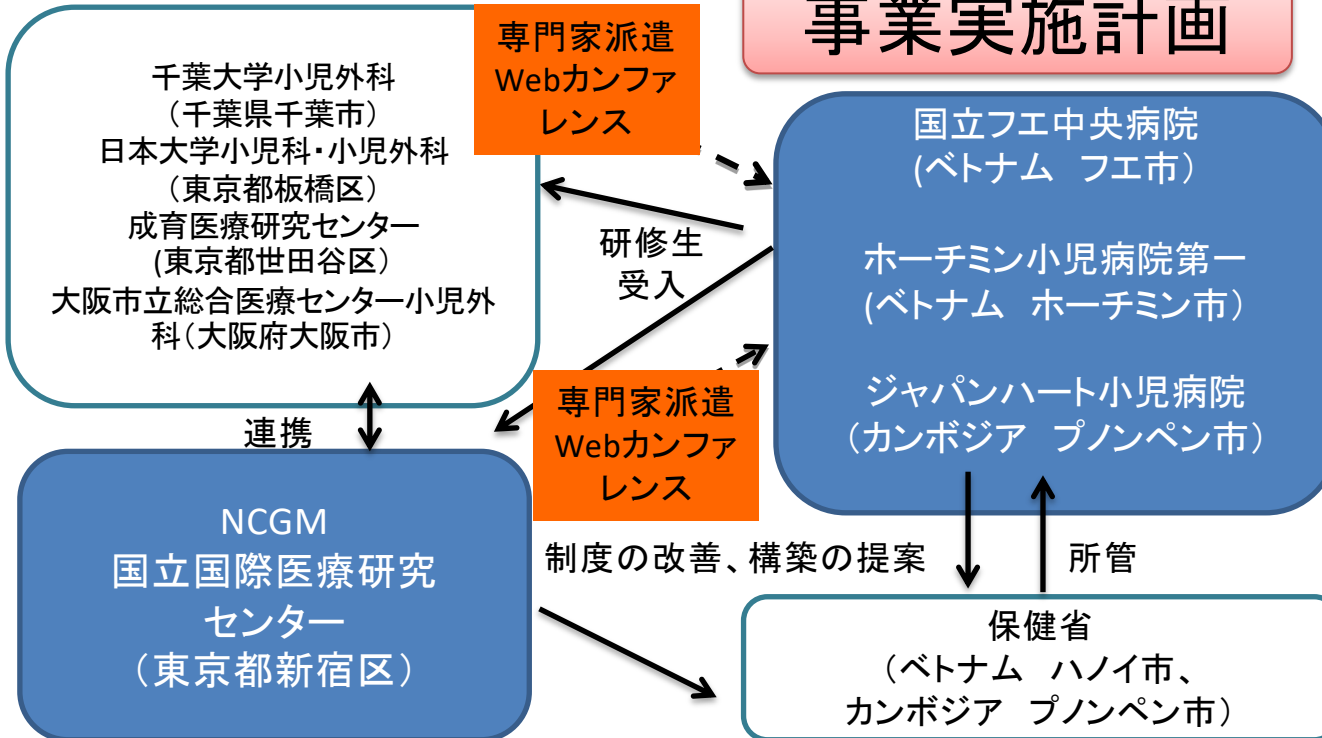 事業実施計画
千葉大学小児外科
（千葉県千葉市）
日本大学小児科・小児外科
（東京都板橋区）
成育医療研究センター
(東京都世田谷区）
大阪市立総合医療センター小児外
科（大阪府大阪市）
専門家派遣
Webカンファ
レンス
国立フエ中央病院
(ベトナム　フエ市）
ホーチミン小児病院第一
(ベトナム　ホーチミン市）
ジャパンハート小児病院
（カンボジア　プノンペン市）
研修生
受入
連携
専門家派遣
Webカンファ
レンス
NCGM
国立国際医療研究
センター
（東京都新宿区）
制度の改善、構築の提案
所管
保健省
（ベトナム　ハノイ市、
カンボジア　プノンペン市）